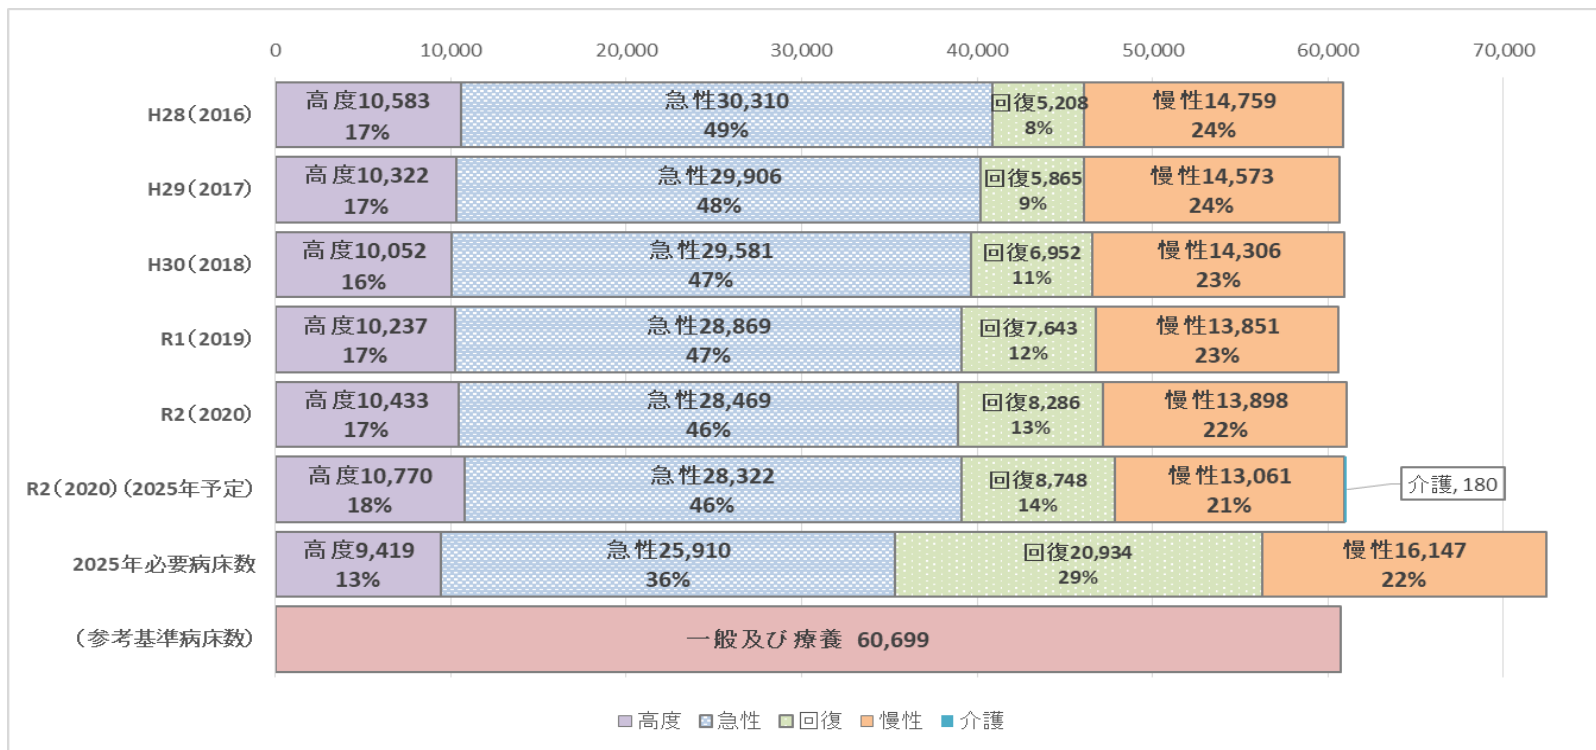 0 10,000 20,000 30,000 40,000 50,000 60,000 70,000
H28(2016)
高度10,583
17%
急性30,310
49%
回復5,208
8%
慢性14,759
24%
H29(2017)
高度10,322
17%
急性29,906
48%
回復5,865
9%
慢性14,573
24%
H30(2018)
高度10,052
16%
急性29,581
47%
回復6,952
11%
慢性14,306
23%
R1(2019)
高度10,237
17%
急性28,869
47%
回復7,643
12%
慢性13,851
23%
R2(2020)
高度10,433
17%
急性28,469
46%
回復8,286
13%
慢性13,898
22%
R2(2020)(2025年予定)
高度10,770
18%
急性28,322
46%
回復8,748
14%
慢性13,061
21%
介護, 180
2025年必要病床数
高度9,419
13%
急性25,910
36%
回復20,934
29%
慢性16,147
22%
(参考基準病床数)
一般及び療養 60,699
高度 急性 回復 慢性 介護